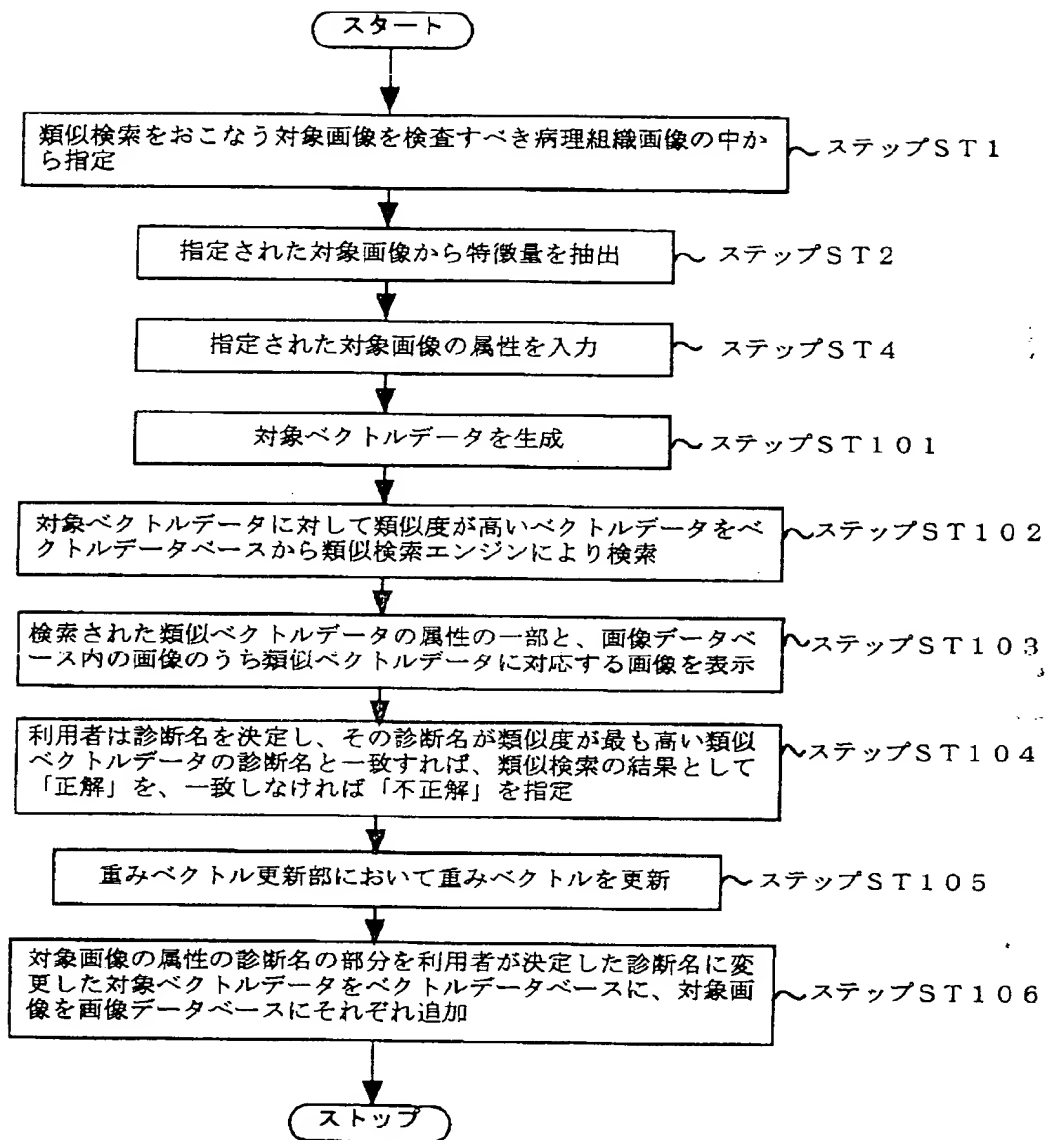 スタート
類似検索をおこなう対象画像を検査すべき病理組織画像の中か
ら指定
ステップST1
指定された対象画像から特徴量を抽出
ステップST2
指定された対象画像の属性を入力
ステップST4
対象ベクトルデータを生成
ステップST101
対象ベクトルデータに対して類似度が高いベクトルデータをベ
クトルデータベースから類似検索エンジンにより検索
ステップST102
検索された類似ベクトルデータの属性の一部と、画像データベ
ース内の画像のうち類似ベクトルデータに対応する画像を表示
ステップST103
利用者は診断名を決定し、その診断名が類似度が最も高い類似
ベクトルデータの診断名と一致すれば、類似検索の結果として
「正解」を、一致しなければ「不正解」を指定
ステップST104
重みベクトル更新部において重みベクトルを更新
ステップST105
対象画像の属性の診断名の部分を利用者が決定した診断名に変
更した対象ベクトルデータをベクトルデータベースに、対象画
像を画像データベースにそれぞれ追加
ステップST106
ストップ